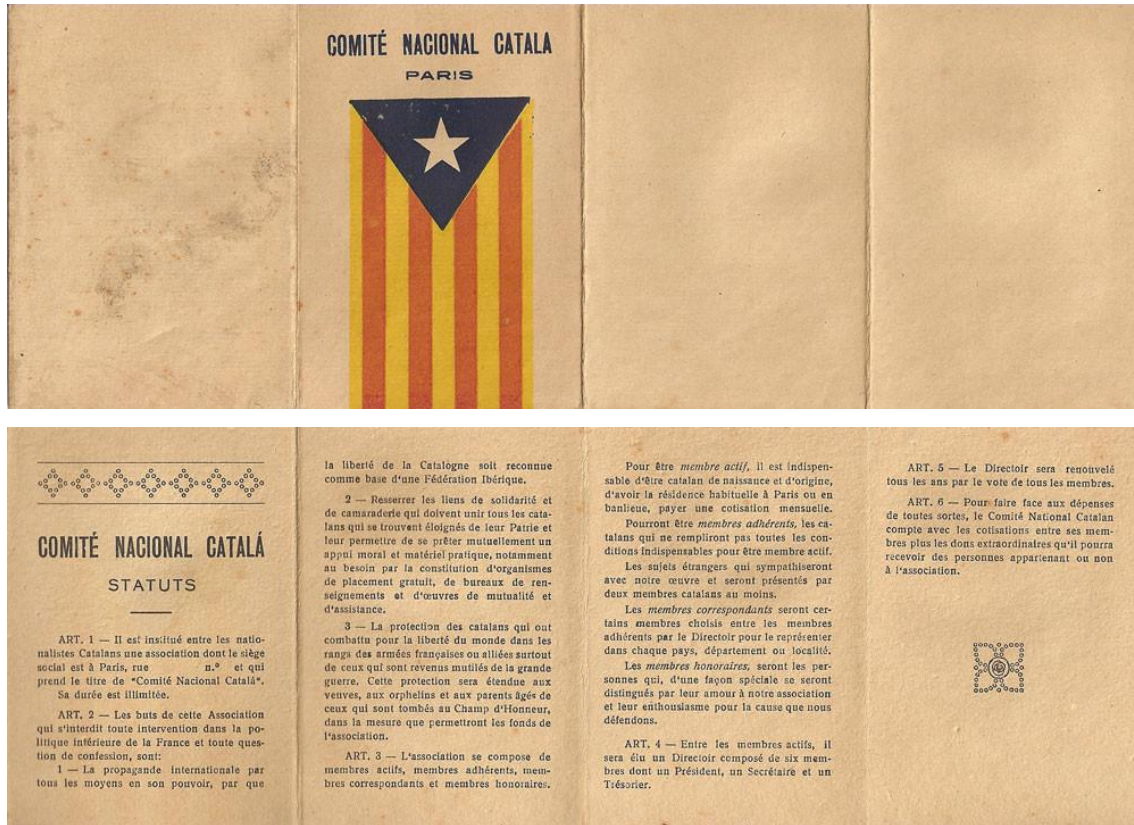 COMITÉ NACIONAL CATALA
PARIS
COMITÉ NACIONAL CATALÁ
STATUTS
ART. 1 — Il est institué entre les natio-
nalistes Catalans une association dont le siège
social est à Paris, rue n.º et qui
prend le titre de "Comité Nacional Catalá".
Sa durée est illimitée.
ART. 2 — Les buts de cette Association
qui s'interdit toute intervention dans la po-
litique intérieure de la France et toute ques-
tion de confession, sont:
1 — La propagande internationale par
tous les moyens en son pouvoir, par que
la liberté de la Catalogne soit reconnue
comme base d'une Fédération Ibérique.
2 — Resserrer les liens de solidarité et
de camaraderie qui doivent unir tous les cata-
lans qui se trouvent éloignés de leur Patrie et
leur permettre de se prêter mutuellement un
appui moral et matériel pratique, notamment
au besoin par la constitution d'organismes
de placement gratuit, de bureaux de ren-
seignements et d'œuvres de mutualité et
d'assistance.
3 — La protection des catalans qui ont
combattu pour la liberté du monde dans les
rangs des armées françaises ou alliées surtout
de ceux qui sont revenus mutilés de la grande
guerre. Cette protection sera étendue aux
veuves, aux orphelins et aux parents âgés de
ceux qui sont tombés au Champ d'Honneur,
dans la mesure que permettront les fonds de
l'association.
ART. 3 — L'association se compose de
membres actifs, membres adhérents, mem-
bres correspondants et membres honoraires.
Pour être membre actif, il est indispen-
sable d'être catalan de naissance et d'origine,
d'avoir la résidence habituelle à Paris ou en
banlieue, payer une cotisation mensuelle.
Pourront être membres adhérents, les ca-
talans qui ne rempliront pas toutes les con-
ditions indispensables pour être membre actif.
Les sujets étrangers qui sympathiseront
avec notre œuvre et seront présentés par
deux membres catalans au moins.
Les membres correspondants seront cer-
tains membres choisis entre les membres
adhérents par le Directoir pour le représenter
dans chaque pays, département ou localité.
Les membres honoraires, seront les per-
sonnes qui, d'une façon spéciale se seront
distingués par leur amour à notre association
et leur enthousiasme pour la cause que nous
défendons.
ART. 4 — Entre les membres actifs, il
sera élu un Directoir composé de six mem-
bres dont un Président, un Secrétaire et un
Trésorier.
ART. 5 — Le Directoir sera renouvelé
tous les ans par le vote de tous les membres.
ART. 6 — Pour faire face aux dépenses
de toutes sortes, le Comité National Catalan
compte avec les cotisations entre ses mem-
bres plus les dons extraordinaires qu'il pourra
recevoir des personnes appartenant ou non
à l'association.